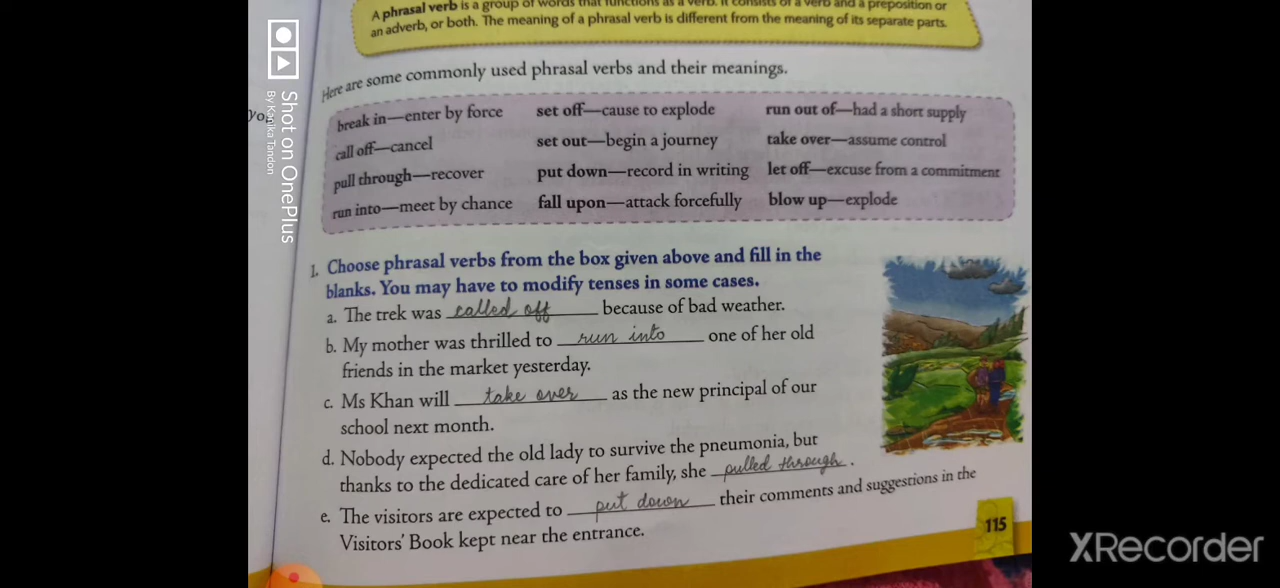 A phrasal verb is a group of words that functions as a verb. It consists of a verb and a preposition or
an adverb, or both. The meaning of a phrasal verb is different from the meaning of its separate parts.
Here are some commonly used phrasal verbs and their meanings.
break in—enter by force set off—cause to explode run out of—had a short supply
call off—cancel set out—begin a journey take over—assume control
pull through—recover put down—record in writing let off—excuse from a commitment
run into—meet by chance fall upon—attack forcefully blow up—explode
1. Choose phrasal verbs from the box given above and fill in the
blanks. You may have to modify tenses in some cases.
a. The trek was called off because of bad weather.
b. My mother was thrilled to run into one of her old
friends in the market yesterday.
c. Ms Khan will take over as the new principal of our
school next month.
d. Nobody expected the old lady to survive the pneumonia, but
thanks to the dedicated care of her family, she pulled through.
e. The visitors are expected to put down their comments and suggestions in the
Visitors' Book kept near the entrance.
115
Shot on OnePlus
By Kanika Tandon
XRecorder